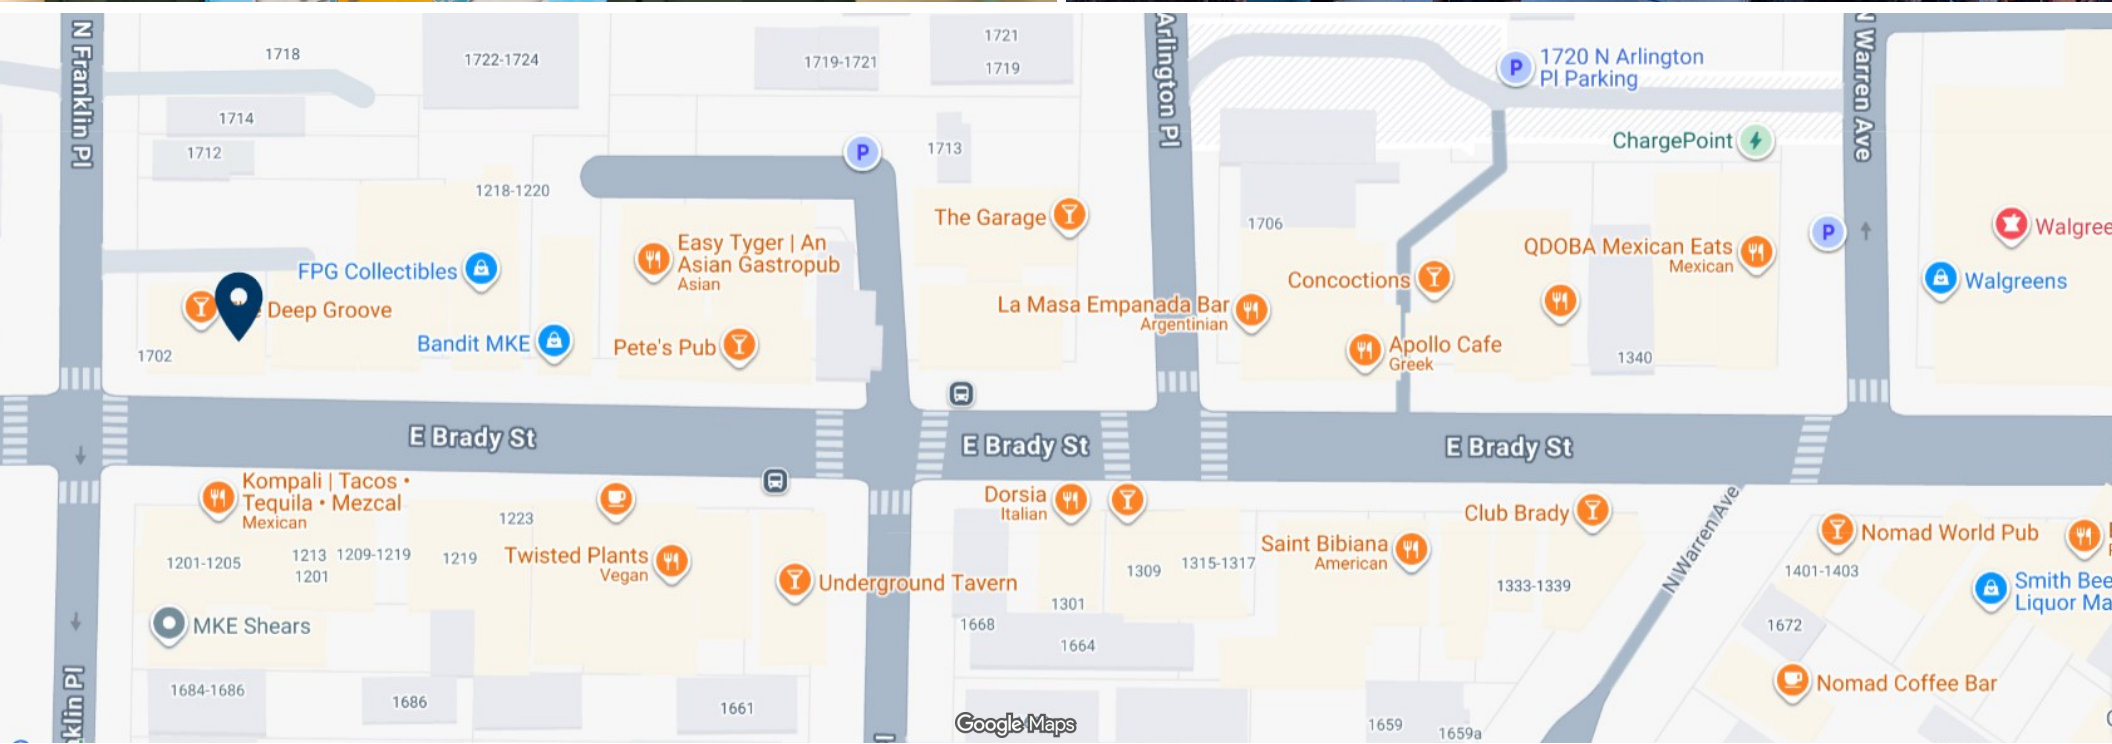 N Franklin Pl
1718
1722-1724
1719-1721
1721
1719
Arlington Pl
P
1720 N Arlington
Pl Parking
N Warren Ave
1714
1712
1218-1220
P
1713
ChargePoint
The Garage
1706
P
Walgree
FPG Collectibles
Easy Tyger | An
Asian Gastropub
Asian
QDOBA Mexican Eats
Mexican
Concoctions
Walgreens
Deep Groove
La Masa Empanada Bar
Argentinian
1702
Bandit MKE
Pete's Pub
Apollo Cafe
Greek
1340
E Brady St
E Brady St
E Brady St
Kompali | Tacos •
Tequila • Mezcal
Mexican
1223
Dorsia
Italian
Club Brady
N Warren Ave
Nomad World Pub
1201-1205
1213
1201
1209-1219
1219
Twisted Plants
Vegan
Underground Tavern
1309
1315-1317
Saint Bibiana
American
1333-1339
1401-1403
Smith Bee
Liquor Ma
1301
MKE Shears
1668
1664
1672
1684-1686
1686
1661
Nomad Coffee Bar
klin Pl
Google Maps
1659
1659a